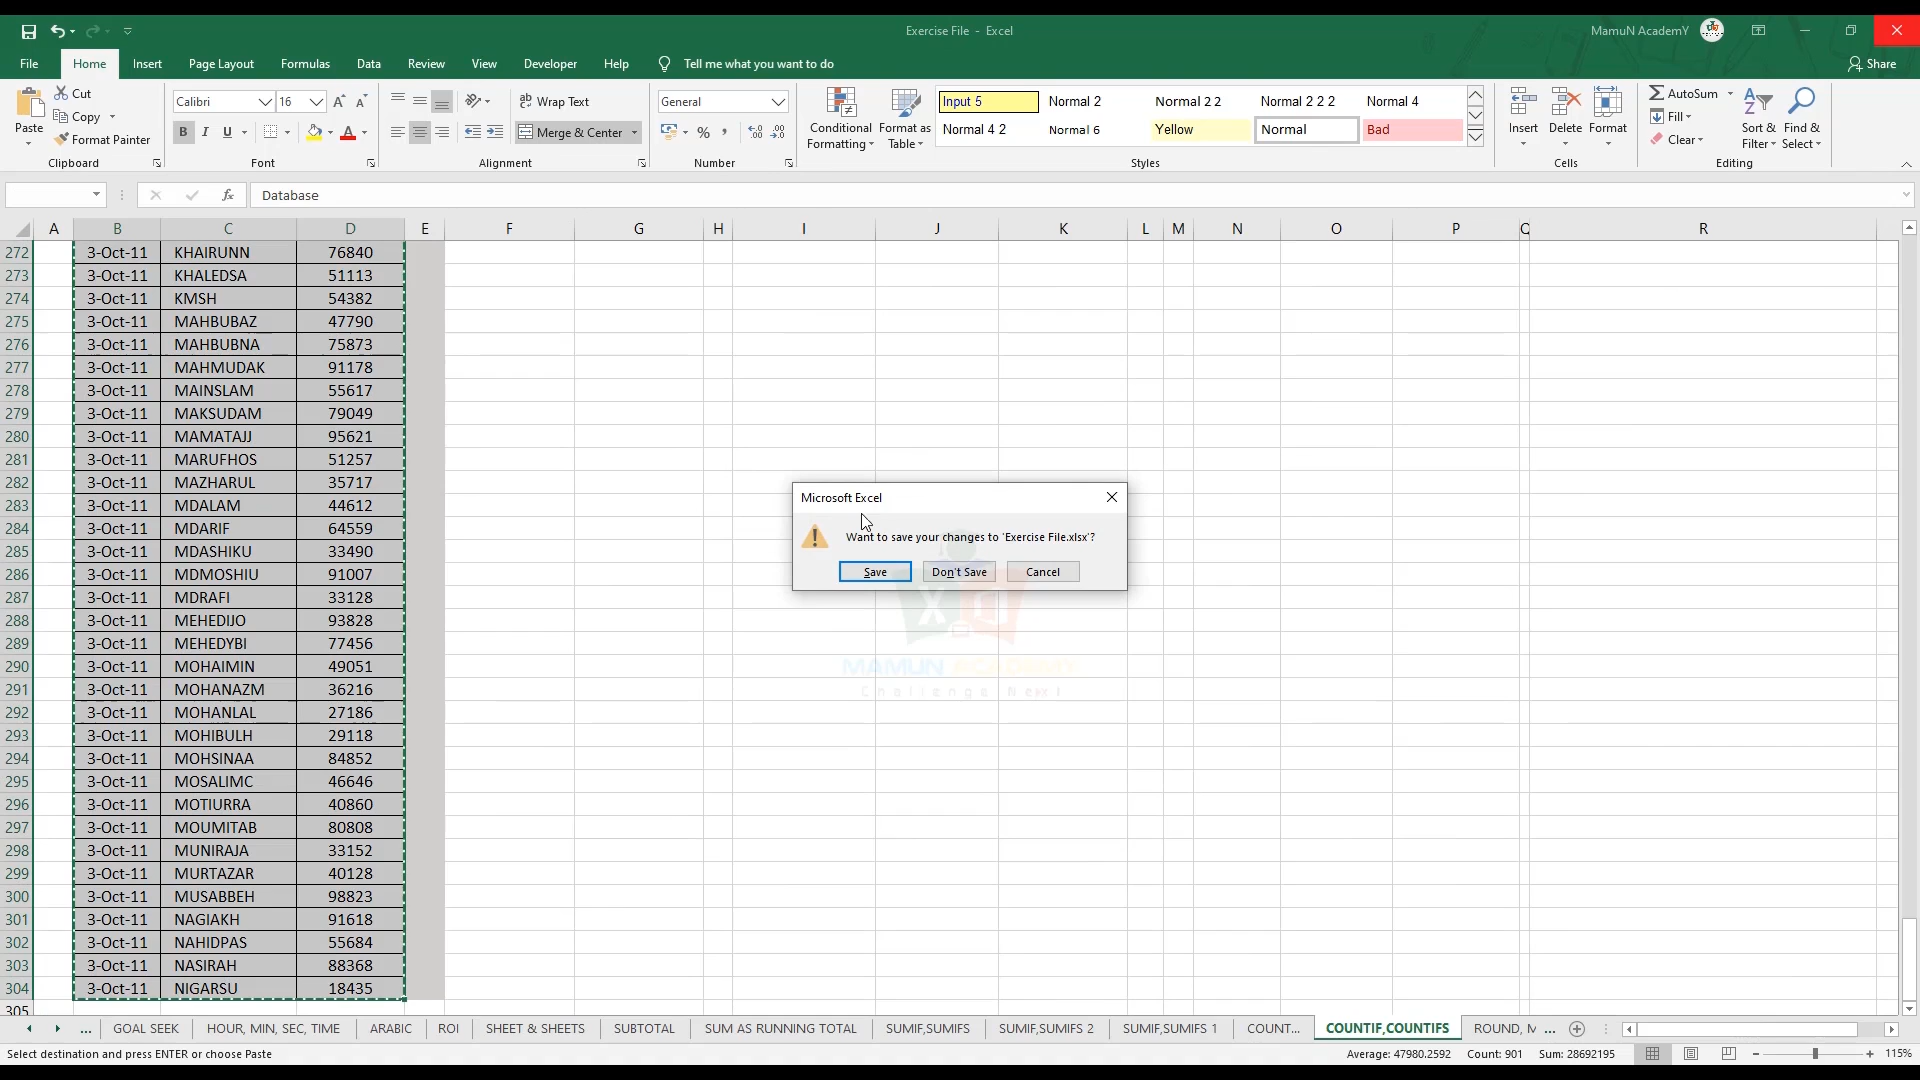 Exercise File - Excel
MamuN AcademY
File Home Insert Page Layout Formulas Data Review View Developer Help Tell me what you want to do Share
Paste
Cut
Copy
Format Painter
Clipboard
Calibri 16
B I U
Font
Wrap Text
Merge & Center
Alignment
General
Number
Conditional Formatting
Format as Table
Input 5 Normal 2 Normal 2 2 Normal 2 2 2 Normal 4
Normal 4 2 Normal 6 Yellow Normal Bad
Styles
Insert Delete Format
Cells
AutoSum
Fill
Clear
Sort & Filter
Find & Select
Editing
fx Database
A B C D E F G H I J K L M N O P Q R
272 3-Oct-11 KHAIRUNN 76840
273 3-Oct-11 KHALEDSA 51113
274 3-Oct-11 KMSH 54382
275 3-Oct-11 MAHBUBAZ 47790
276 3-Oct-11 MAHBUBNA 75873
277 3-Oct-11 MAHMUDAK 91178
278 3-Oct-11 MAINSLAM 55617
279 3-Oct-11 MAKSUDAM 79049
280 3-Oct-11 MAMATAJJ 95621
281 3-Oct-11 MARUFHOS 51257
282 3-Oct-11 MAZHARUL 35717
283 3-Oct-11 MDALAM 44612
284 3-Oct-11 MDARIF 64559
285 3-Oct-11 MDASHIKU 33490
286 3-Oct-11 MDMOSHIU 91007
287 3-Oct-11 MDRAFI 33128
288 3-Oct-11 MEHEDIJO 93828
289 3-Oct-11 MEHEDYBI 77456
290 3-Oct-11 MOHAIMIN 49051
291 3-Oct-11 MOHANAZM 36216
292 3-Oct-11 MOHANLAL 27186
293 3-Oct-11 MOHIBULH 29118
294 3-Oct-11 MOHSINAA 84852
295 3-Oct-11 MOSALIMC 46646
296 3-Oct-11 MOTIURRA 40860
297 3-Oct-11 MOUMITAB 80808
298 3-Oct-11 MUNIRAJA 33152
299 3-Oct-11 MURTAZAR 40128
300 3-Oct-11 MUSABBEH 98823
301 3-Oct-11 NAGIAKH 91618
302 3-Oct-11 NAHIDPAS 55684
303 3-Oct-11 NASIRAH 88368
304 3-Oct-11 NIGARSU 18435
305
Microsoft Excel
Want to save your changes to 'Exercise File.xlsx'?
Save Don't Save Cancel
MAMUN ACADEMY
Challenge Next
... GOAL SEEK HOUR, MIN, SEC, TIME ARABIC ROI SHEET & SHEETS SUBTOTAL SUM AS RUNNING TOTAL SUMIF,SUMIFS SUMIF,SUMIFS 2 SUMIF,SUMIFS 1 COUNT... COUNTIF,COUNTIFS ROUND, M ...
Select destination and press ENTER or choose Paste Average: 47980.2592 Count: 901 Sum: 28692195 115%